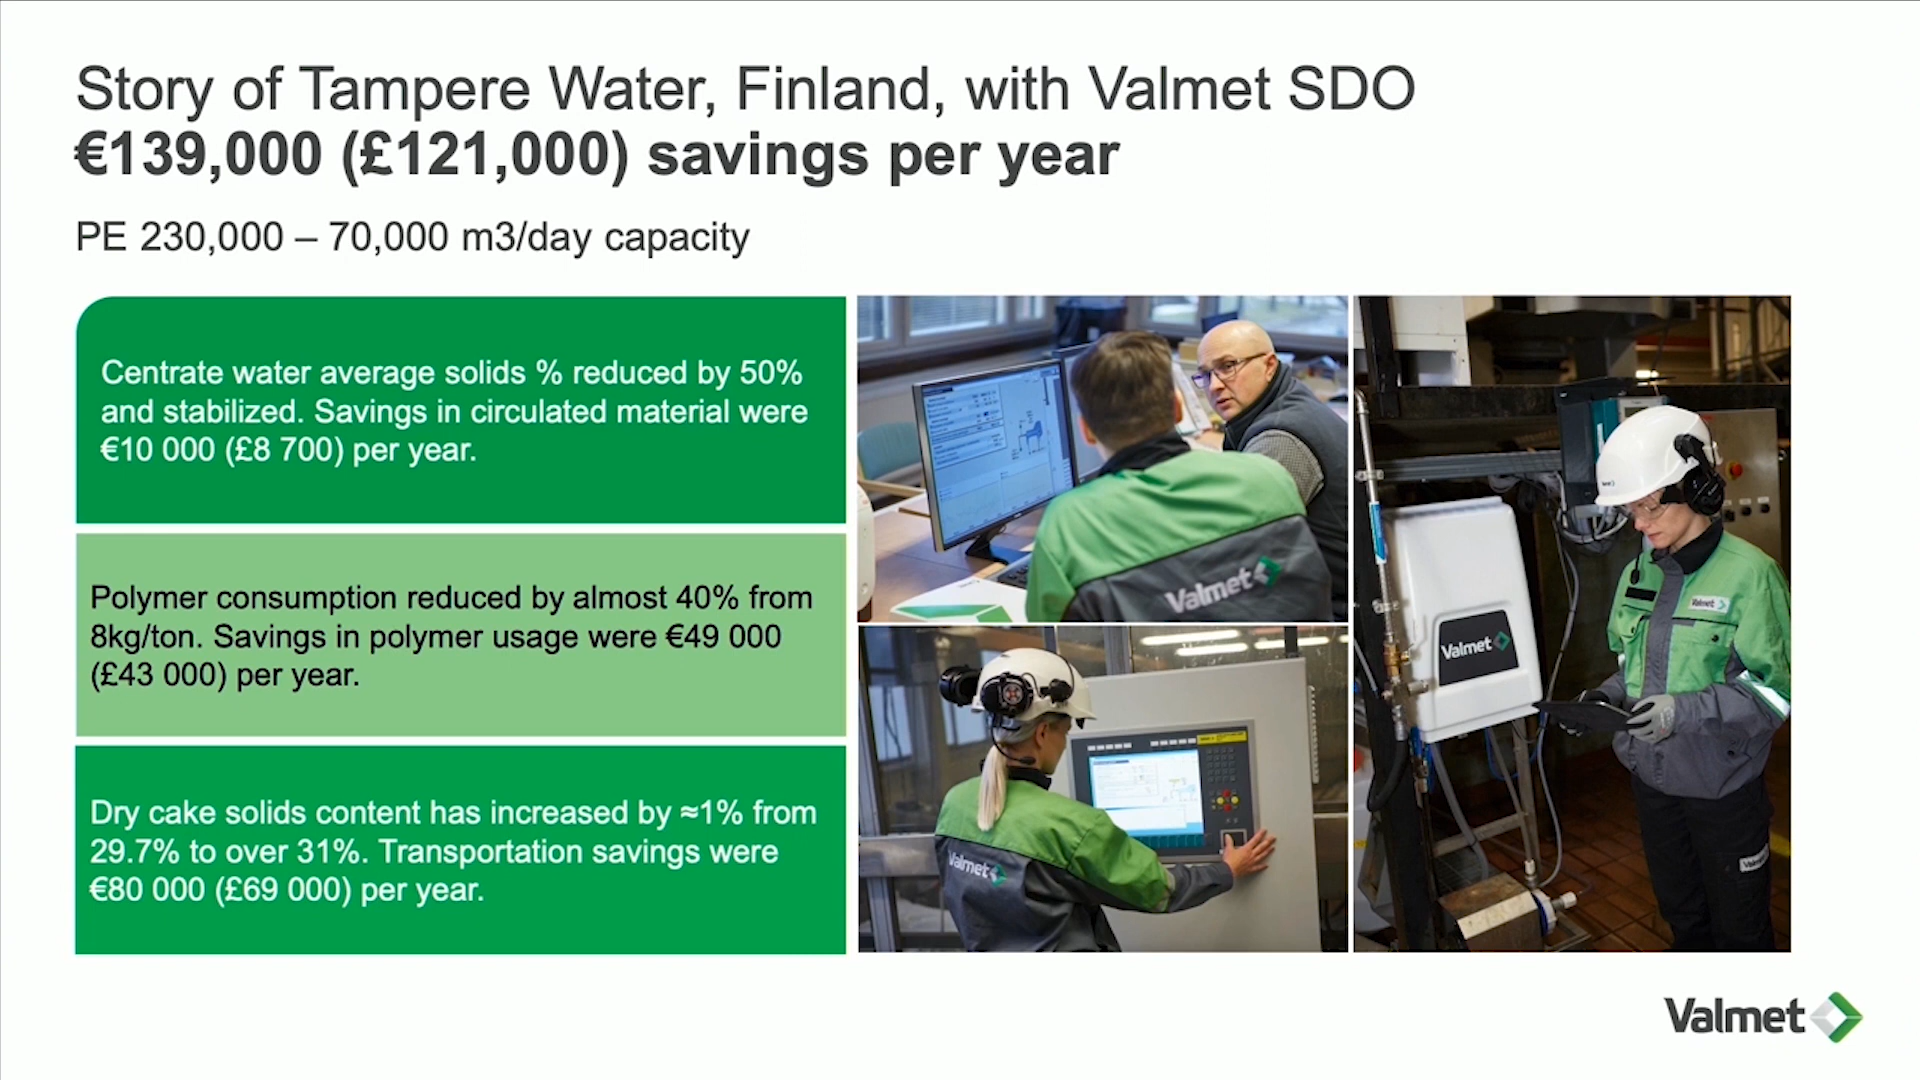 Story of Tampere Water, Finland, with Valmet SDO
€139,000 (£121,000) savings per year
PE 230,000 – 70,000 m3/day capacity
Centrate water average solids % reduced by 50%
and stabilized. Savings in circulated material were
€10 000 (£8 700) per year.
Polymer consumption reduced by almost 40% from
8kg/ton. Savings in polymer usage were €49 000
(£43 000) per year.
Dry cake solids content has increased by ≈1% from
29.7% to over 31%. Transportation savings were
€80 000 (£69 000) per year.
Valmet
Valmet
Valmet
Valmet
Valmet